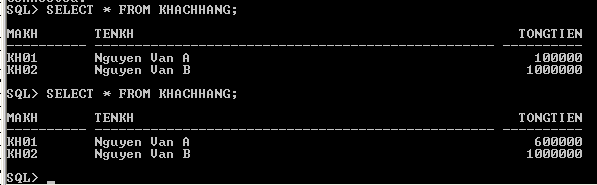 SQL> SELECT * FROM KHACHHANG;
MAKH TENKH TONGTIEN
KH01 Nguyen Van A 100000
KH02 Nguyen Van B 1000000
SQL> SELECT * FROM KHACHHANG;
MAKH TENKH TONGTIEN
KH01 Nguyen Van A 600000
KH02 Nguyen Van B 1000000
SQL> _